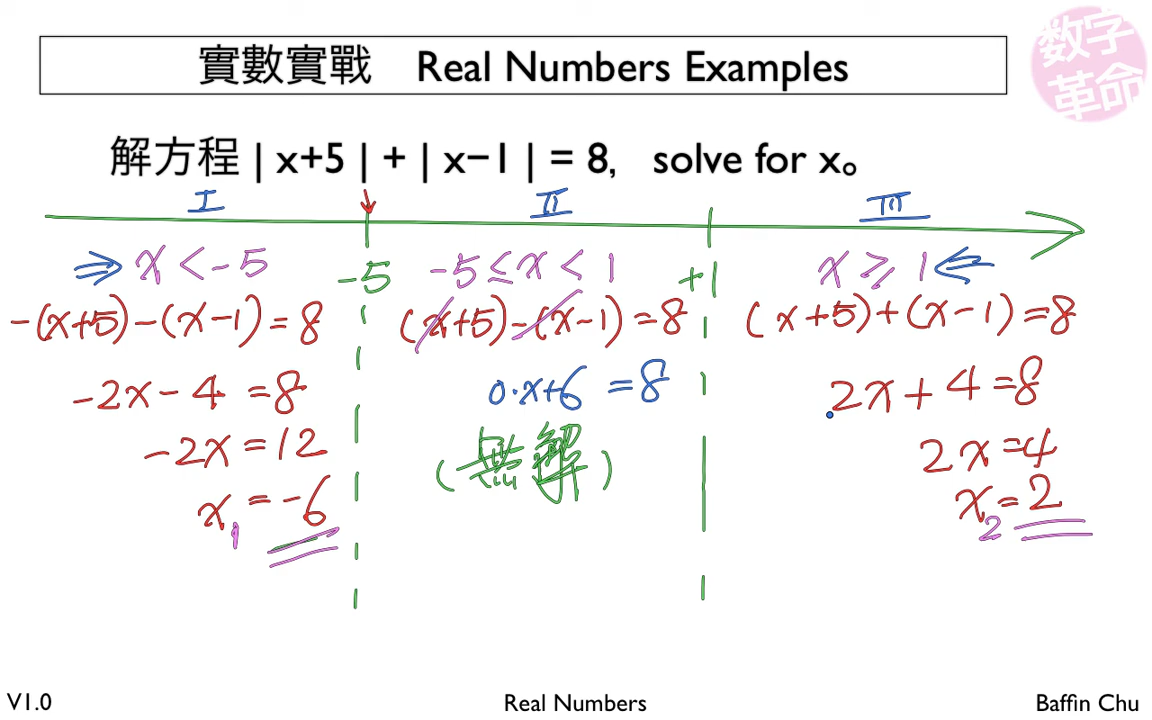 實數實戰 Real Numbers Examples
数字
革命
解方程 | x+5 | + | x−1 | = 8, solve for x。
I II III
⇒ x < -5 -5 -5 ≤ x < 1 +1 x ≥ 1 ⇐
-(x+5)-(x-1)=8 (x+5)-(x-1)=8 (x+5)+(x-1)=8
-2x-4=8 0·x+6=8 2x+4=8
-2x=12 (無解) 2x=4
x₁=-6 x₂=2
V1.0 Real Numbers Baffin Chu